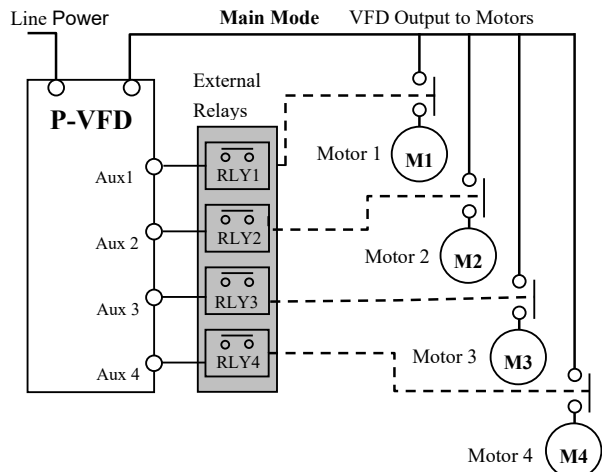 Line Power
Main Mode
VFD Output to Motors
P-VFD
External
Relays
Aux1
Aux 2
Aux 3
Aux 4
RLY1
RLY2
RLY3
RLY4
Motor 1
M1
Motor 2
M2
Motor 3
M3
Motor 4
M4